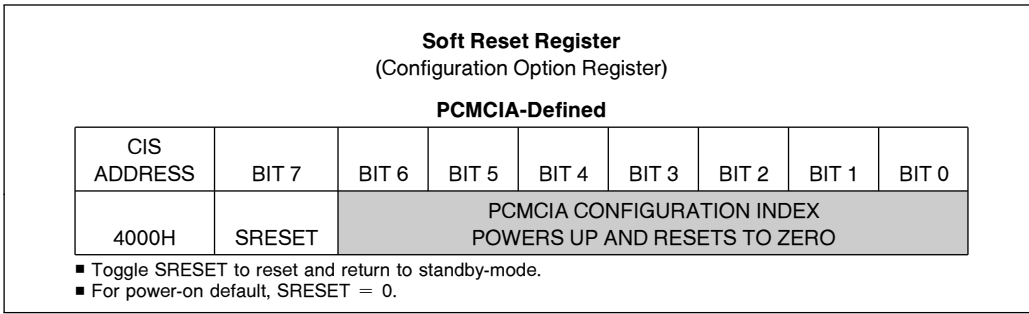 Soft Reset Register
(Configuration Option Register)
PCMCIA-Defined
CIS
ADDRESS BIT 7 BIT 6 BIT 5 BIT 4 BIT 3 BIT 2 BIT 1 BIT 0
PCMCIA CONFIGURATION INDEX
4000H SRESET POWERS UP AND RESETS TO ZERO
■ Toggle SRESET to reset and return to standby-mode.
■ For power-on default, SRESET = 0.